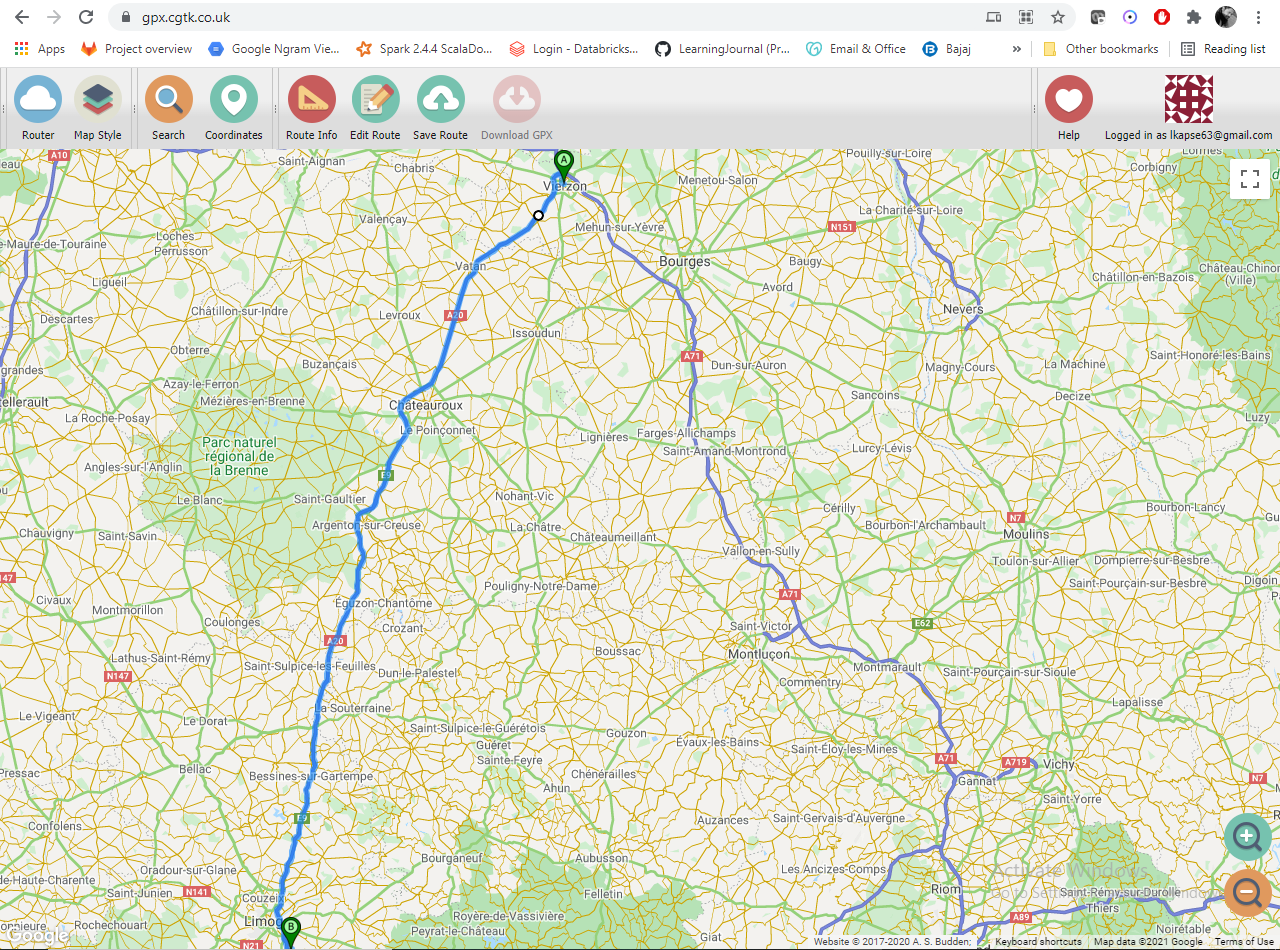 gpx.cgtk.co.uk
Apps Project overview Google Ngram Vie... Spark 2.4.4 ScalaDo... Login - Databricks... LearningJournal (Pr... Email & Office Bajaj » Other bookmarks Reading list
Router Map Style Search Coordinates Route Info Edit Route Save Route Download GPX Help Logged in as lkapse63@gmail.com
A10
Saint-Aignan
Chabris
A
Vierzon
Menetou-Salon
Pouilly-sur-Loire
Corbigny
Valençay
Mehun-sur-Yèvre
La Charité-sur-Loire
N151
e-Maure-de-Touraine
Loches
Perrusson
Vatan
Bourges
Baugy
Châtillon-en-Bazois
Château-Chinon
(Ville)
Ligueil
Avord
Descartes
Châtillon-sur-Indre
Levroux
A20
Issoudun
Nevers
Obterre
Buzançais
A71
Dun-sur-Auron
Magny-Cours
La Machine
Saint-Honoré-les-Bains
grandes
Azay-le-Ferron
Mézières-en-Brenne
tellerault
La Roche-Posay
Châteauroux
Le Poinçonnet
Sancoins
Decize
Luzy
Parc naturel
régional de
la Brenne
Lignières
Farges-Allichamps
Saint-Amand-Montrond
Lurcy-Lévis
Angles-sur-l'Anglin
E9
Le Blanc
Saint-Gaultier
Nohant-Vic
Cérilly
Bourbon-Lancy
Chauvigny
Saint-Savin
Argenton-sur-Creuse
La Châtre
Châteaumeillant
Bourbon-l'Archambault
N7
Moulins
Vallon-en-Sully
Toulon-sur-Allier
Dompierre-sur-Besbre
147
Civaux
Montmorillon
Pouligny-Notre-Dame
A71
Saint-Pourçain-sur-Besbre
Digoin
Coulonges
Éguzon-Chantôme
Crozant
Saint-Victor
E62
A20
Lathus-Saint-Rémy
Saint-Sulpice-les-Feuilles
Boussac
Montluçon
Montmarault
N147
Dun-le-Palestel
Commentry
Saint-Pourçain-sur-Sioule
Le Vigeant
Le Dorat
La Souterraine
Saint-Sulpice-le-Guérétois
Gouzon
Évaux-les-Bains
Lapalisse
Guéret
Sainte-Feyre
Saint-Éloy-les-Mines
A71
A719
Vichy
Pressac
Bellac
Bessines-sur-Gartempe
Chénérailles
Gannat
N7
Ahun
Saint-Yorre
Confolens
E9
Auzances
Saint-Gervais-d'Auvergne
Bourganeuf
Aubusson
Oradour-sur-Glane
Les Ancizes-Comps
Activate Windows
de-Haute-Charente
Saint-Junien
N141
Felletin
Riom
Saint-Rémy-sur-Durolle
Thiers
Couzeix
Limog
B
Rochechouart
Royère-de-Vassivière
Peyrat-le-Château
A89
Noirétable
N21
Giat
Google
Website © 2017-2020 A. S. Budden; Keyboard shortcuts Map data ©2021 Google Terms of Use